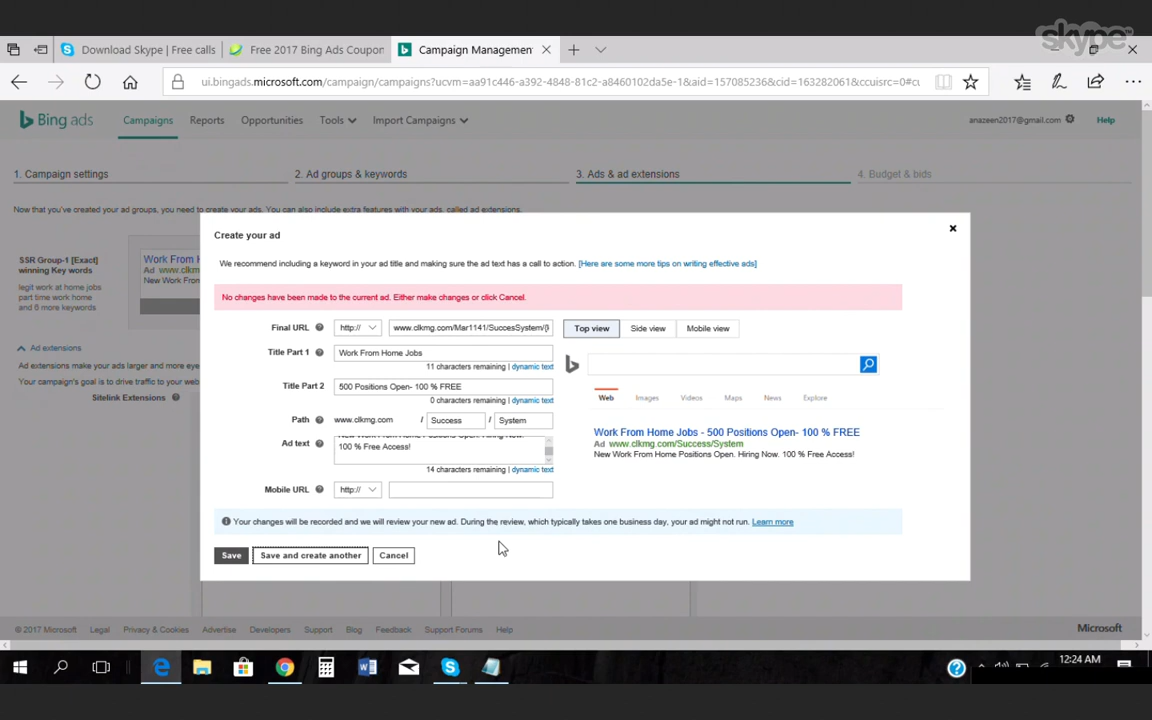 skype
Download Skype | Free calls
Free 2017 Bing Ads Coupon
Campaign Management
ui.bingads.microsoft.com/campaign/campaigns?ucvm=aa91c446-a392-4848-81c2-a8460102da5e-1&aid=157085236&cid=163282061&ccuisrc=0#cu
Bing ads
Campaigns
Reports
Opportunities
Tools
Import Campaigns
anazeen2017@gmail.com
Help
1. Campaign settings
2. Ad groups & keywords
3. Ads & ad extensions
4. Budget & bids
Now that you've created your ad groups, you need to create your ads. You can also include extra features with your ads, called ad extensions.
SSR Group-1 [Exact]
winning Key words
legit work at home jobs
part time work home
and 6 more keywords
Work From H
Ad www.clkmg
New Work From
Ad extensions
Ad extensions make your ads larger and more eye
Your campaign's goal is to drive traffic to your web
Sitelink Extensions
Create your ad
We recommend including a keyword in your ad title and making sure the ad text has a call to action. [Here are some more tips on writing effective ads]
No changes have been made to the current ad. Either make changes or click Cancel.
Final URL
http://
www.clkmg.com/Mar1141/SuccesSystem/{k
Title Part 1
Work From Home Jobs
11 characters remaining | dynamic text
Title Part 2
500 Positions Open- 100 % FREE
0 characters remaining | dynamic text
Path
www.clkmg.com
/ Success / System
Ad text
New Work From Home Positions Open. Hiring Now.
100 % Free Access!
14 characters remaining | dynamic text
Mobile URL
http://
Top view
Side view
Mobile view
Web
Images
Videos
Maps
News
Explore
Work From Home Jobs - 500 Positions Open- 100 % FREE
Ad www.clkmg.com/Success/System
New Work From Home Positions Open. Hiring Now. 100 % Free Access!
Your changes will be recorded and we will review your new ad. During the review, which typically takes one business day, your ad might not run. Learn more
Save
Save and create another
Cancel
© 2017 Microsoft
Legal
Privacy & Cookies
Advertise
Developers
Support
Blog
Feedback
Support Forums
Help
Microsoft
12:24 AM